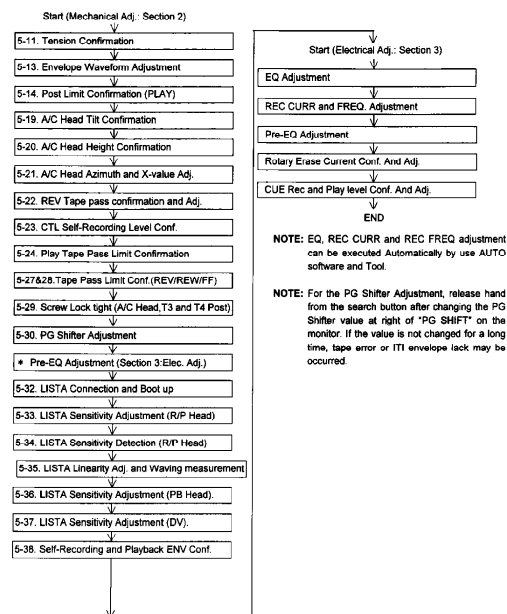 Start (Mechanical Adj.: Section 2)
5-11. Tension Confirmation
5-13. Envelope Waveform Adjustment
5-14. Post Limit Confirmation (PLAY)
5-19. A/C Head Tilt Confirmation
5-20. A/C Head Height Confirmation
5-21. A/C Head Azimuth and X-value Adj.
5-22. REV Tape pass confirmation and Adj.
5-23. CTL Self-Recording Level Conf.
5-24. Play Tape Pass Limit Confirmation
5-27&28.Tape Pass Limit Conf.(REV/REW/FF)
5-29. Screw Lock tight (A/C Head,T3 and T4 Post)
5-30. PG Shifter Adjustment
* Pre-EQ Adjustment (Section 3:Elec. Adj.)
5-32. LISTA Connection and Boot up
5-33. LISTA Sensitivity Adjustment (R/P Head)
5-34. LISTA Sensitivity Detection (R/P Head)
5-35. LISTA Linearity Adj. and Waving measurement
5-36. LISTA Sensitivity Adjustment (PB Head).
5-37. LISTA Sensitivity Adjustment (DV).
5-38. Self-Recording and Playback ENV Conf.
Start (Electrical Adj.: Section 3)
EQ Adjustment
REC CURR and FREQ. Adjustment
Pre-EQ Adjustment
Rotary Erase Current Conf. And Adj.
CUE Rec and Play level Conf. And Adj.
END
NOTE: EQ, REC CURR and REC FREQ adjustment
can be executed Automatically by use AUTO
software and Tool.
NOTE: For the PG Shifter Adjustment, release hand
from the search button after changing the PG
Shifter value at right of "PG SHIFT" on the
monitor. If the value is not changed for a long
time, tape error or ITI envelope lack may be
occurred.